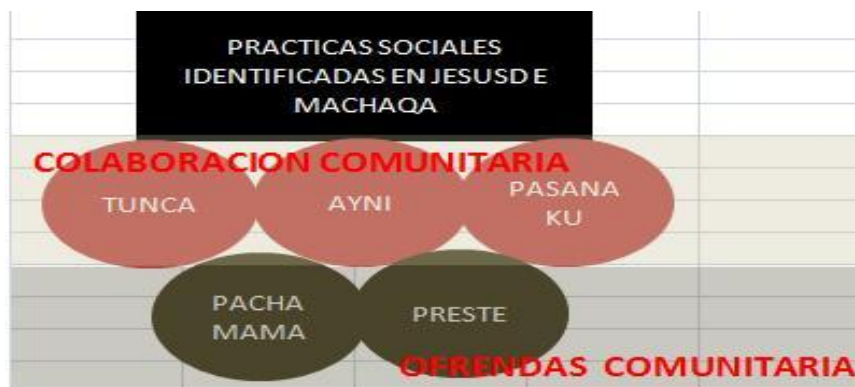 PRACTICAS SOCIALES
IDENTIFICADAS EN JESUSD E
MACHAQA
COLABORACION COMUNITARIA
TUNCA
AYNI
PASANA
KU
PACHA
MAMA
PRESTE
OFRENDAS COMUNITARIA